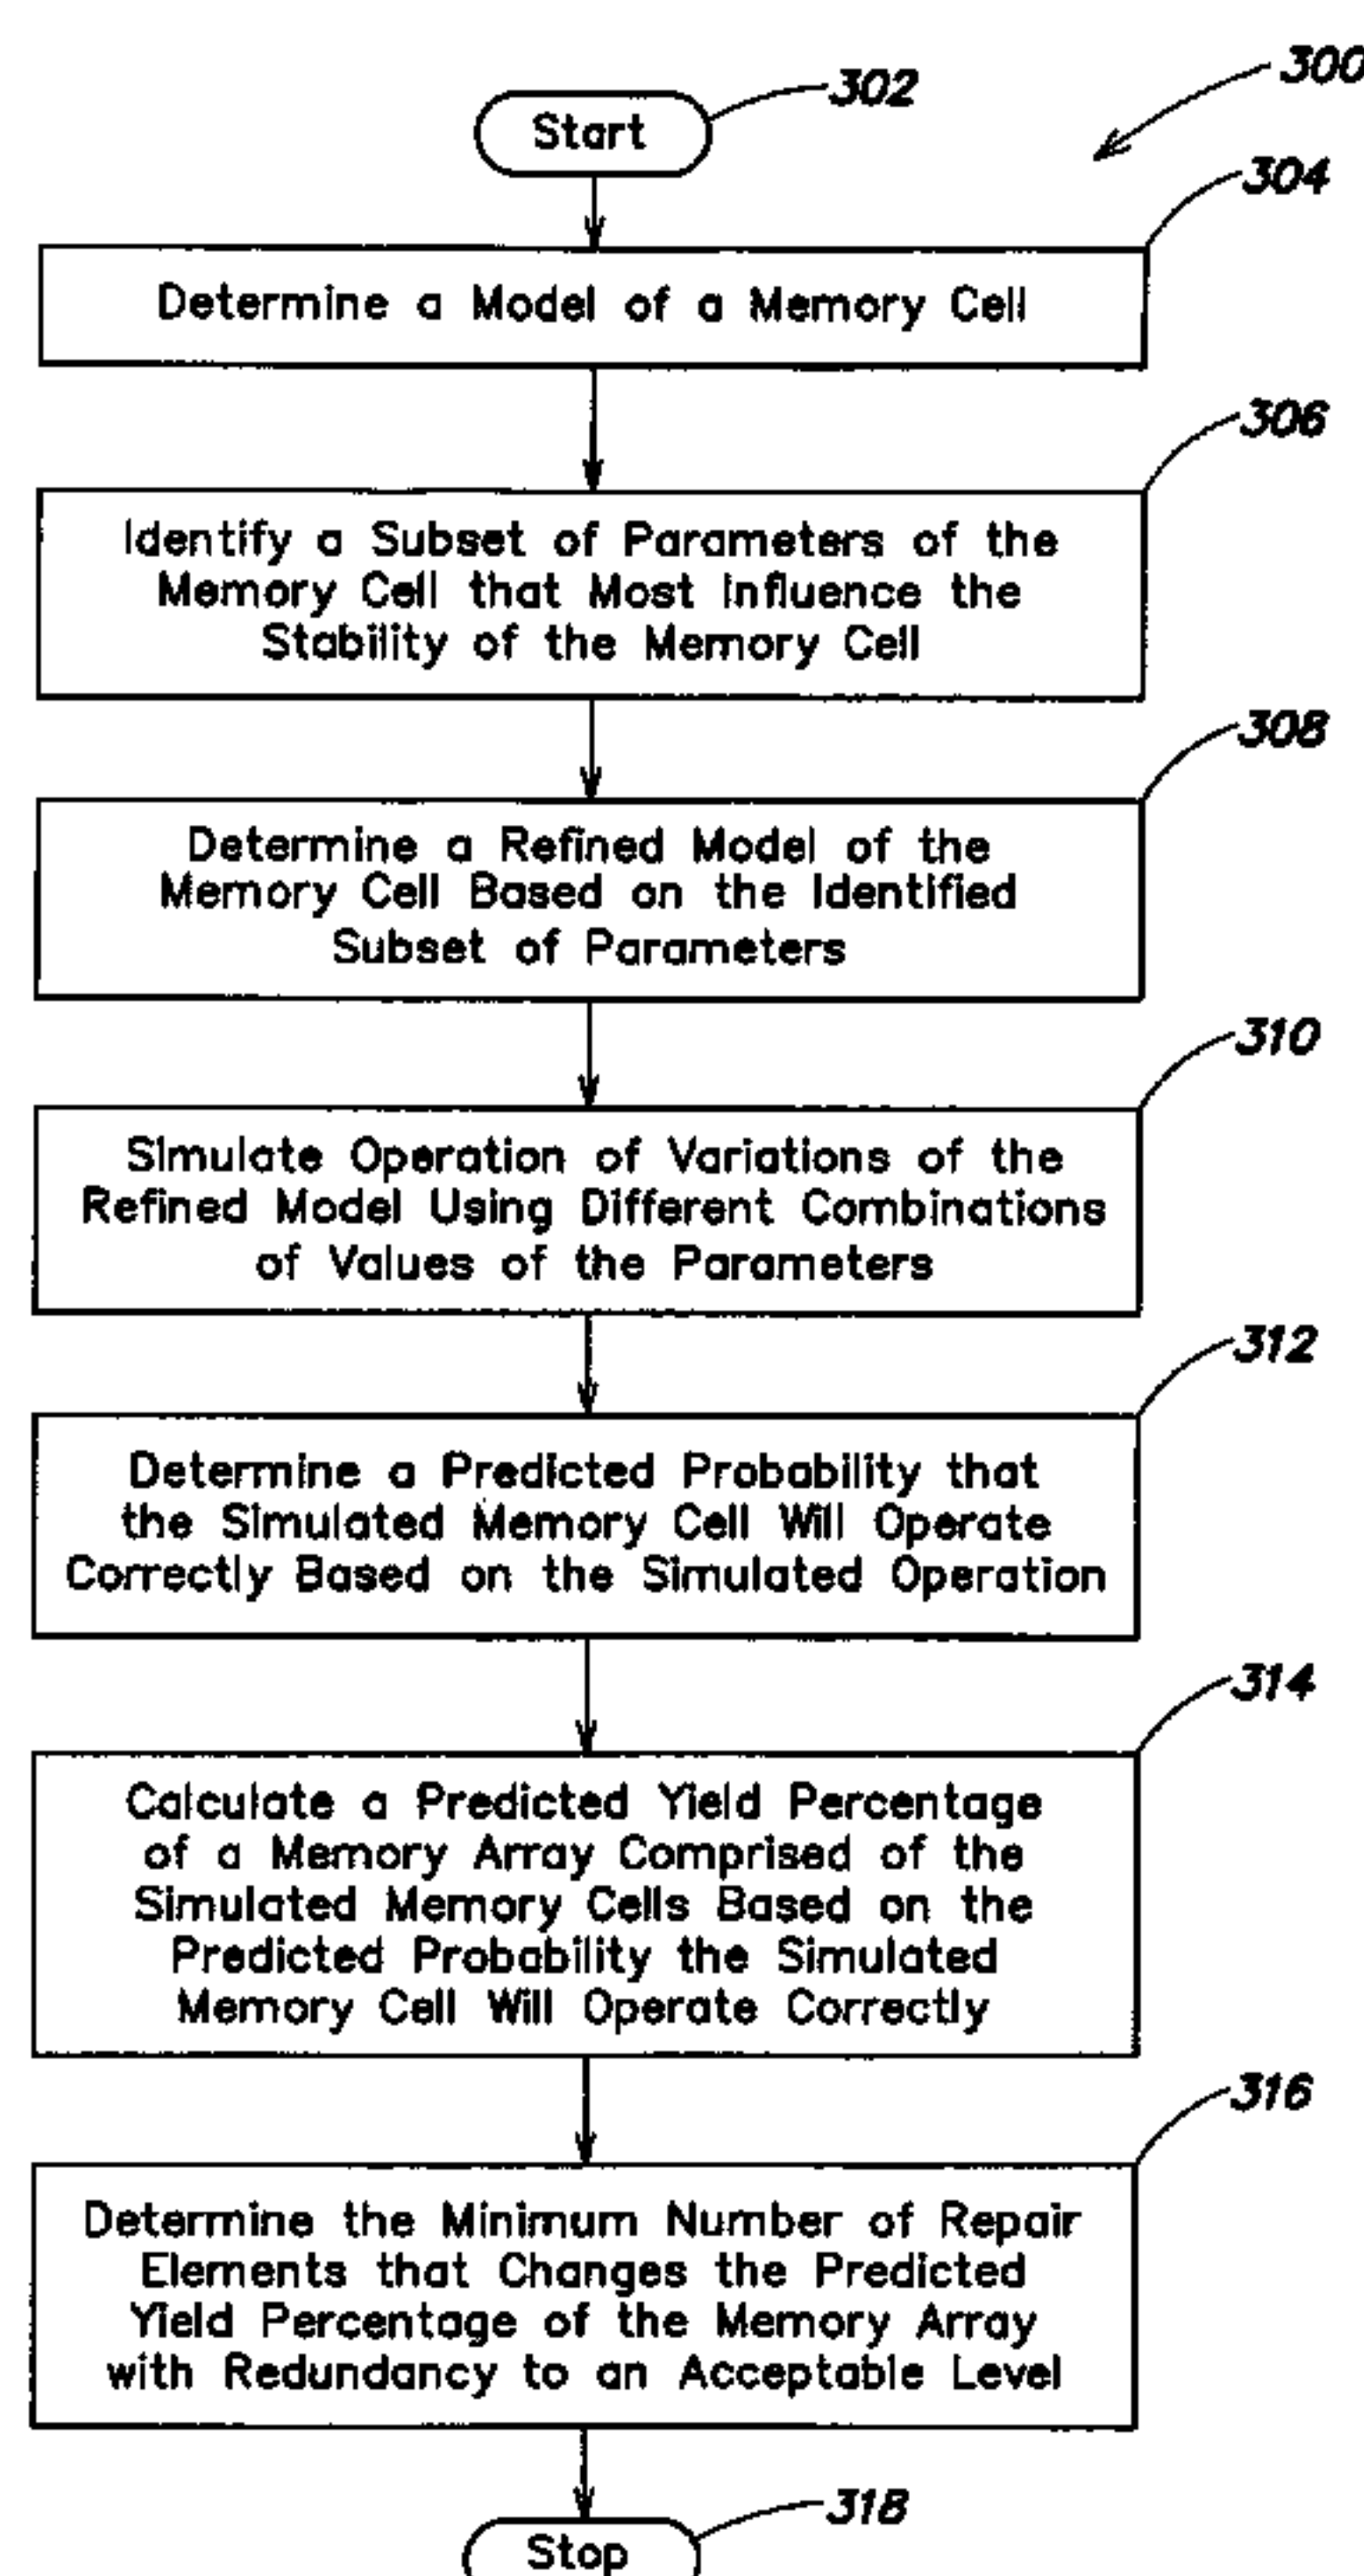 300
302
Start
304
Determine a Model of a Memory Cell
306
Identify a Subset of Parameters of the
Memory Cell that Most Influence the
Stability of the Memory Cell
308
Determine a Refined Model of the
Memory Cell Based on the Identified
Subset of Parameters
310
Simulate Operation of Variations of the
Refined Model Using Different Combinations
of Values of the Parameters
312
Determine a Predicted Probability that
the Simulated Memory Cell Will Operate
Correctly Based on the Simulated Operation
314
Calculate a Predicted Yield Percentage
of a Memory Array Comprised of the
Simulated Memory Cells Based on the
Predicted Probability the Simulated
Memory Cell Will Operate Correctly
316
Determine the Minimum Number of Repair
Elements that Changes the Predicted
Yield Percentage of the Memory Array
with Redundancy to an Acceptable Level
318
Stop